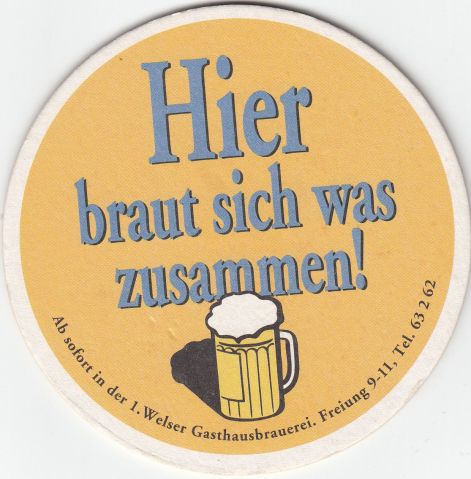 Hier
braut sich was
zusammen!
Ab sofort in der 1. Welser Gasthausbrauerei. Freiung 9-11, Tel. 63 2 62